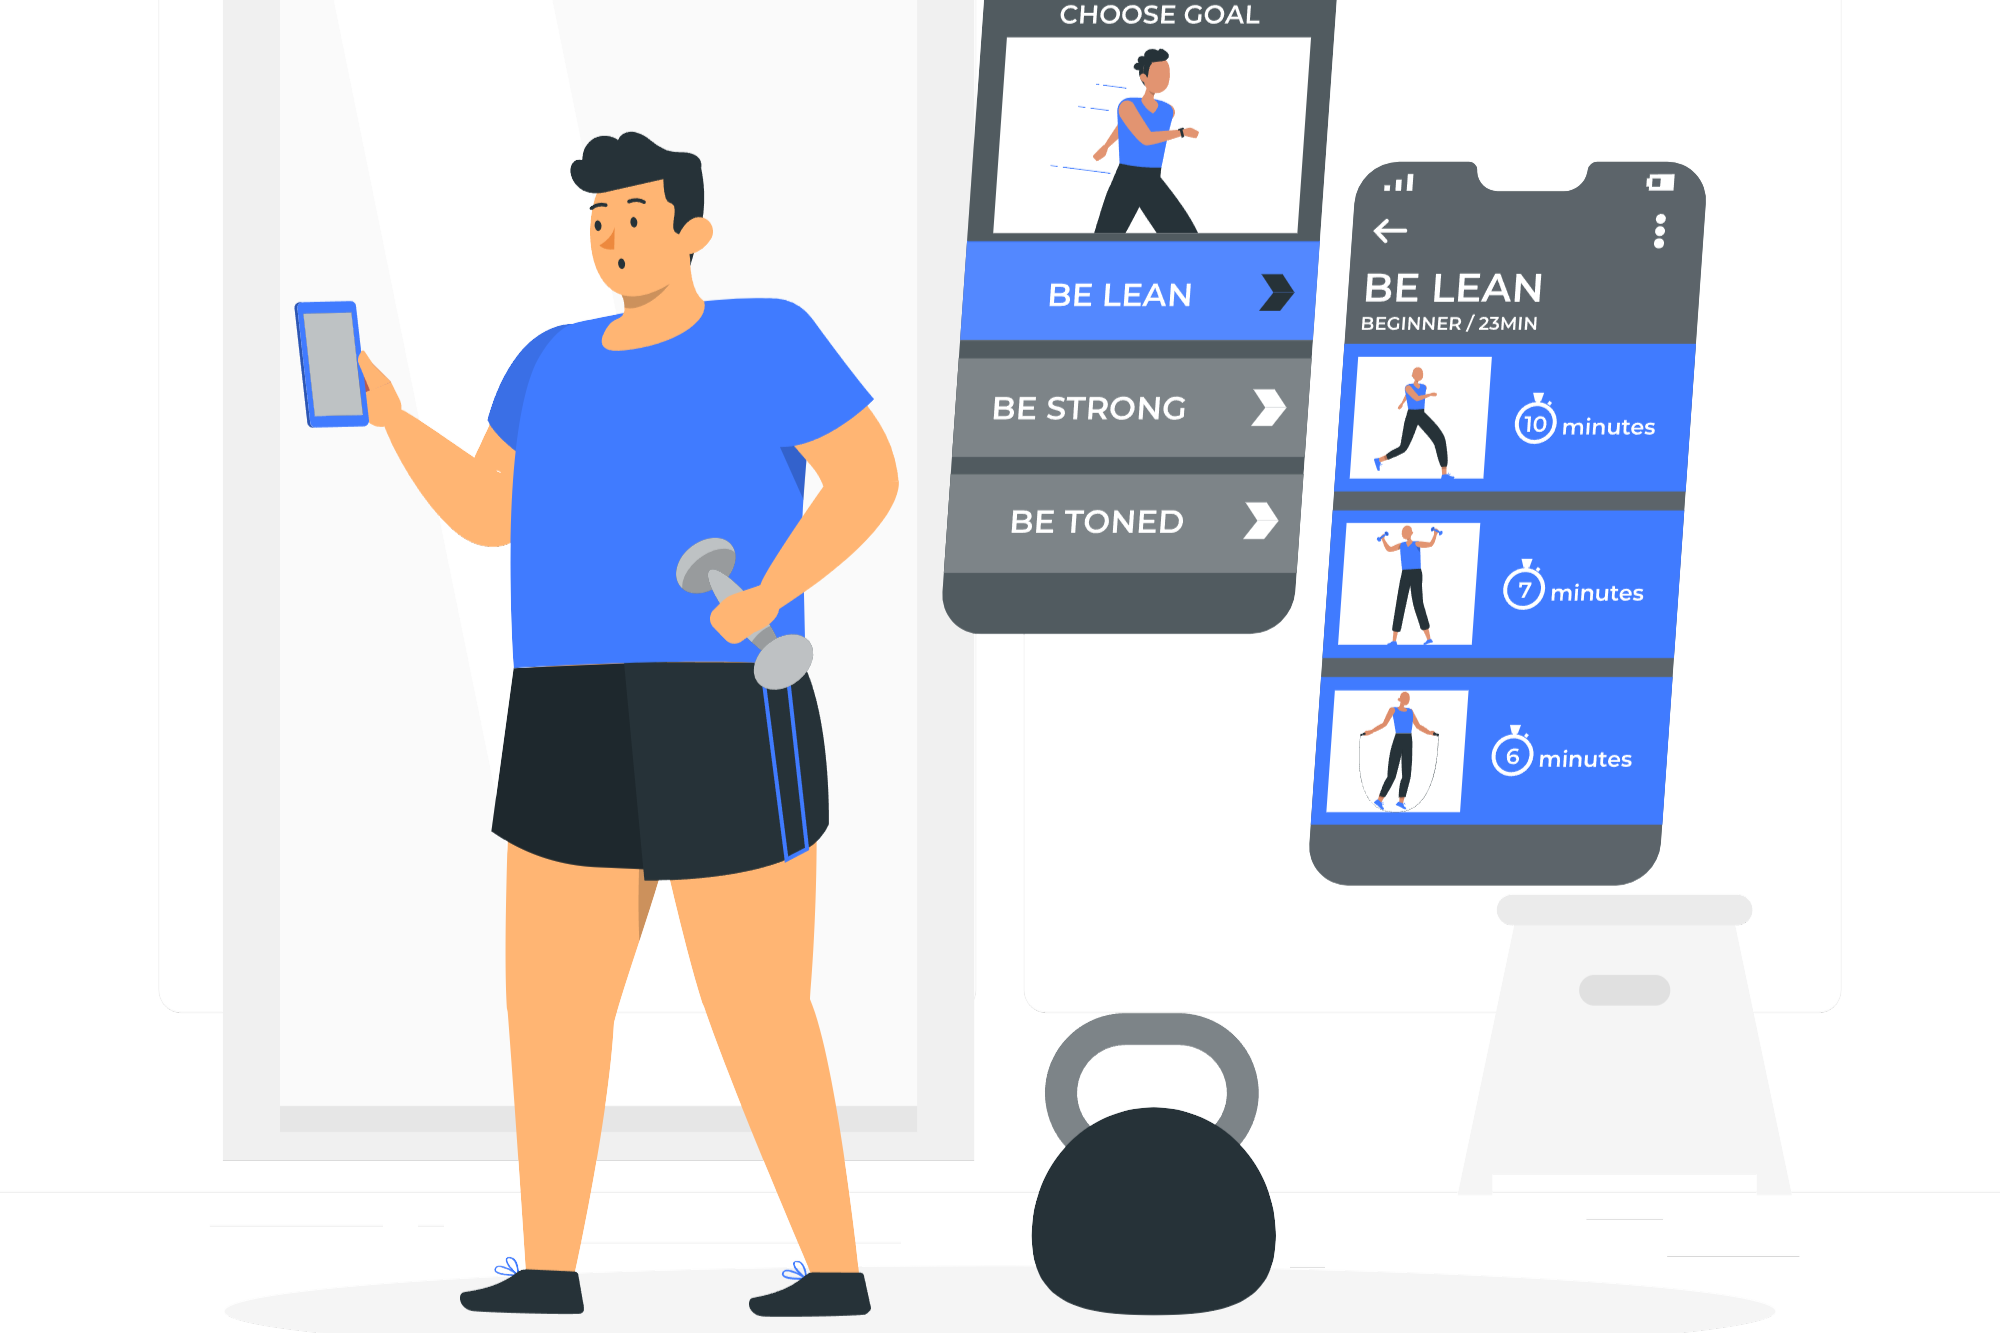 CHOOSE GOAL
BE LEAN
BE STRONG
BE TONED
BE LEAN
BEGINNER / 23MIN
10 minutes
7 minutes
6 minutes